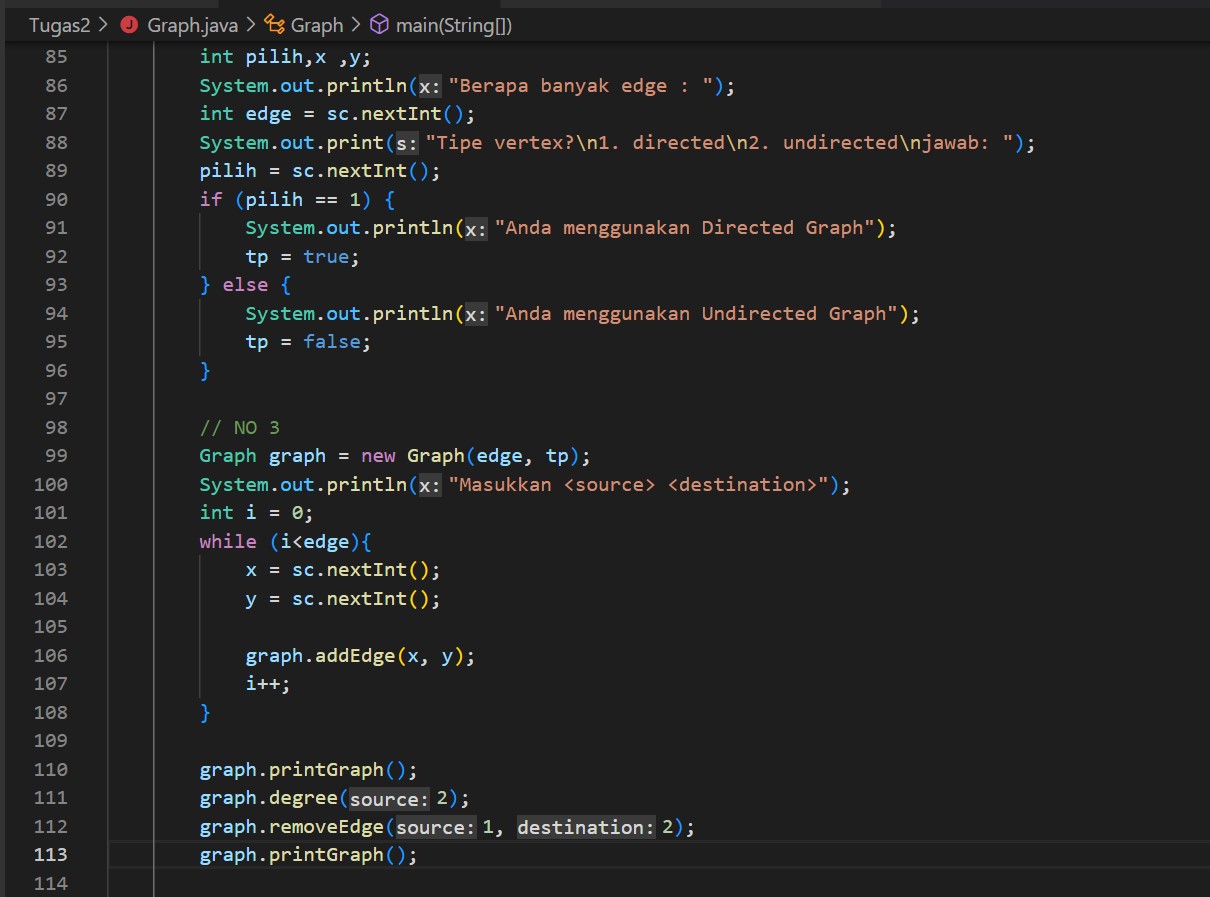 Tugas2 > J Graph.java > Graph > main(String[])
85 int pilih,x ,y;
86 System.out.println(x: "Berapa banyak edge : ");
87 int edge = sc.nextInt();
88 System.out.print(s: "Tipe vertex?\n1. directed\n2. undirected\njawab: ");
89 pilih = sc.nextInt();
90 if (pilih == 1) {
91 System.out.println(x: "Anda menggunakan Directed Graph");
92 tp = true;
93 } else {
94 System.out.println(x: "Anda menggunakan Undirected Graph");
95 tp = false;
96 }
97
98 // NO 3
99 Graph graph = new Graph(edge, tp);
100 System.out.println(x: "Masukkan <source> <destination>");
101 int i = 0;
102 while (i<edge){
103 x = sc.nextInt();
104 y = sc.nextInt();
105
106 graph.addEdge(x, y);
107 i++;
108 }
109
110 graph.printGraph();
111 graph.degree(source: 2);
112 graph.removeEdge(source: 1, destination: 2);
113 graph.printGraph();
114